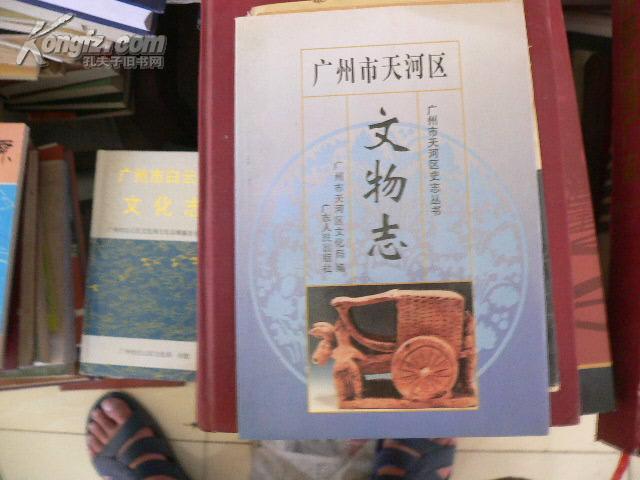 Kongfz.com
孔夫子旧书网
广州市天河区
文物志
广州市天河区史志丛书
广州市天河区文化局 编
广东人民出版社
广州市白云
文化志